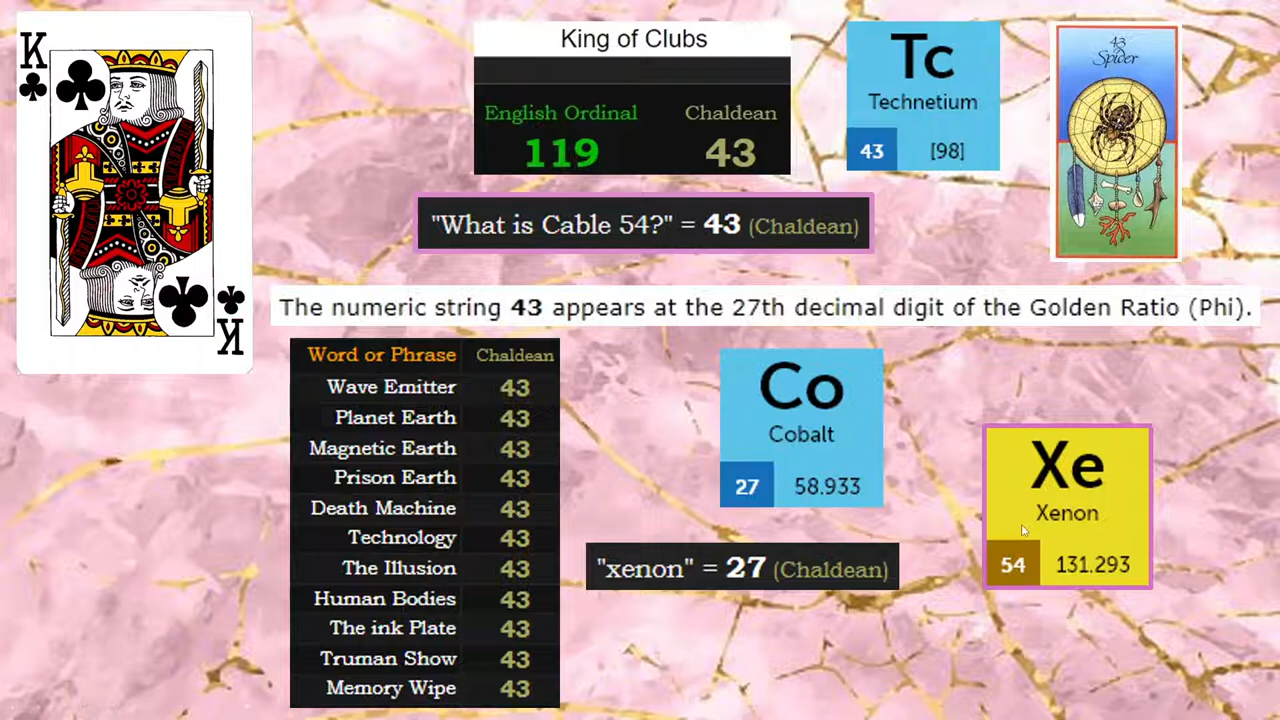 K
King of Clubs
English Ordinal Chaldean
119 43
Tc
Technetium
43 [98]
43
Spider
"What is Cable 54?" = 43 (Chaldean)
The numeric string 43 appears at the 27th decimal digit of the Golden Ratio (Phi).
K
Word or Phrase Chaldean
Wave Emitter 43
Planet Earth 43
Magnetic Earth 43
Prison Earth 43
Death Machine 43
Technology 43
The Illusion 43
Human Bodies 43
The ink Plate 43
Truman Show 43
Memory Wipe 43
Co
Cobalt
27 58.933
"xenon" = 27 (Chaldean)
Xe
Xenon
54 131.293